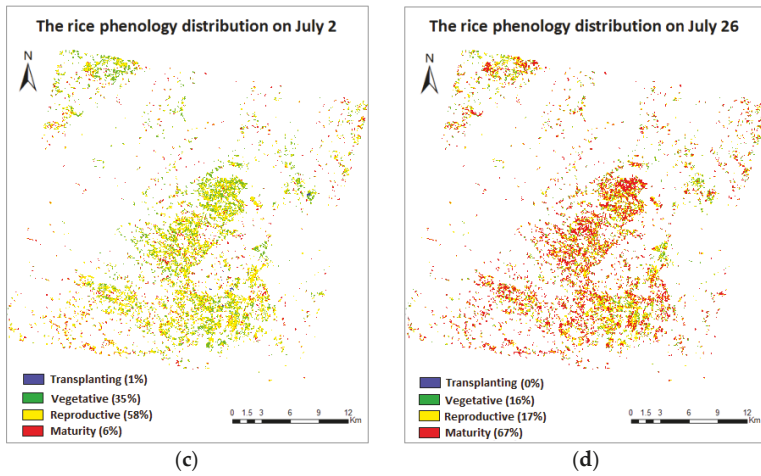 The rice phenology distribution on July 2
N
Transplanting (1%)
Vegetative (35%)
Reproductive (58%)
Maturity (6%)
0 1.5 3 6 9 12
Km
(c)
The rice phenology distribution on July 26
N
Transplanting (0%)
Vegetative (16%)
Reproductive (17%)
Maturity (67%)
0 1.5 3 6 9 12
Km
(d)